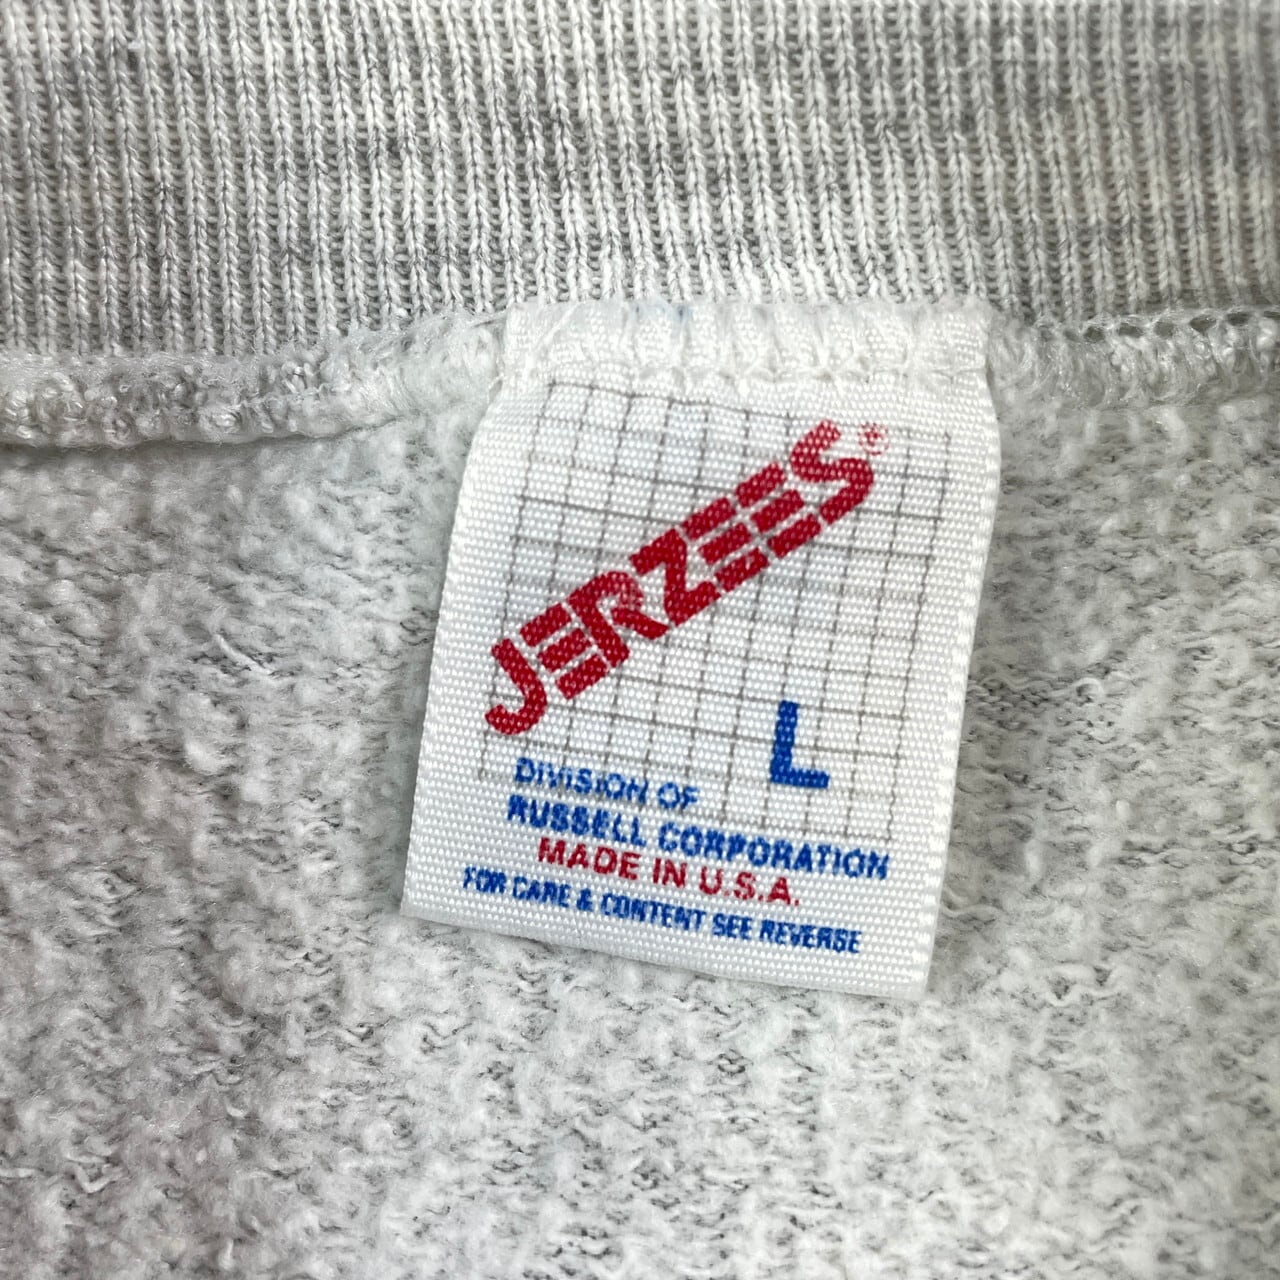 JERZEES®
L
DIVISION OF
RUSSELL CORPORATION
MADE IN U.S.A.
FOR CARE & CONTENT SEE REVERSE